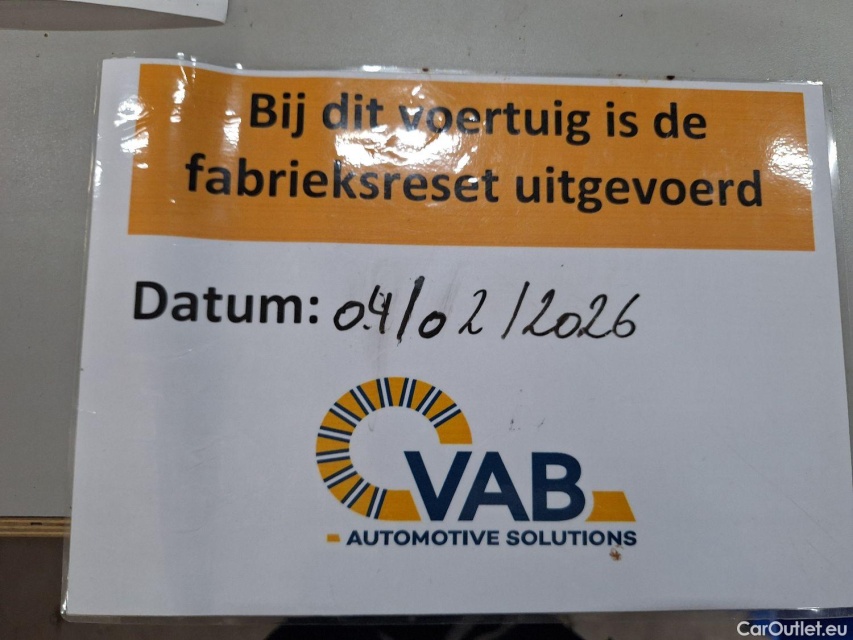 Bij dit voertuig is de
fabrieksreset uitgevoerd
Datum: 04/02/2026
VAB
AUTOMOTIVE SOLUTIONS
CarOutlet.eu